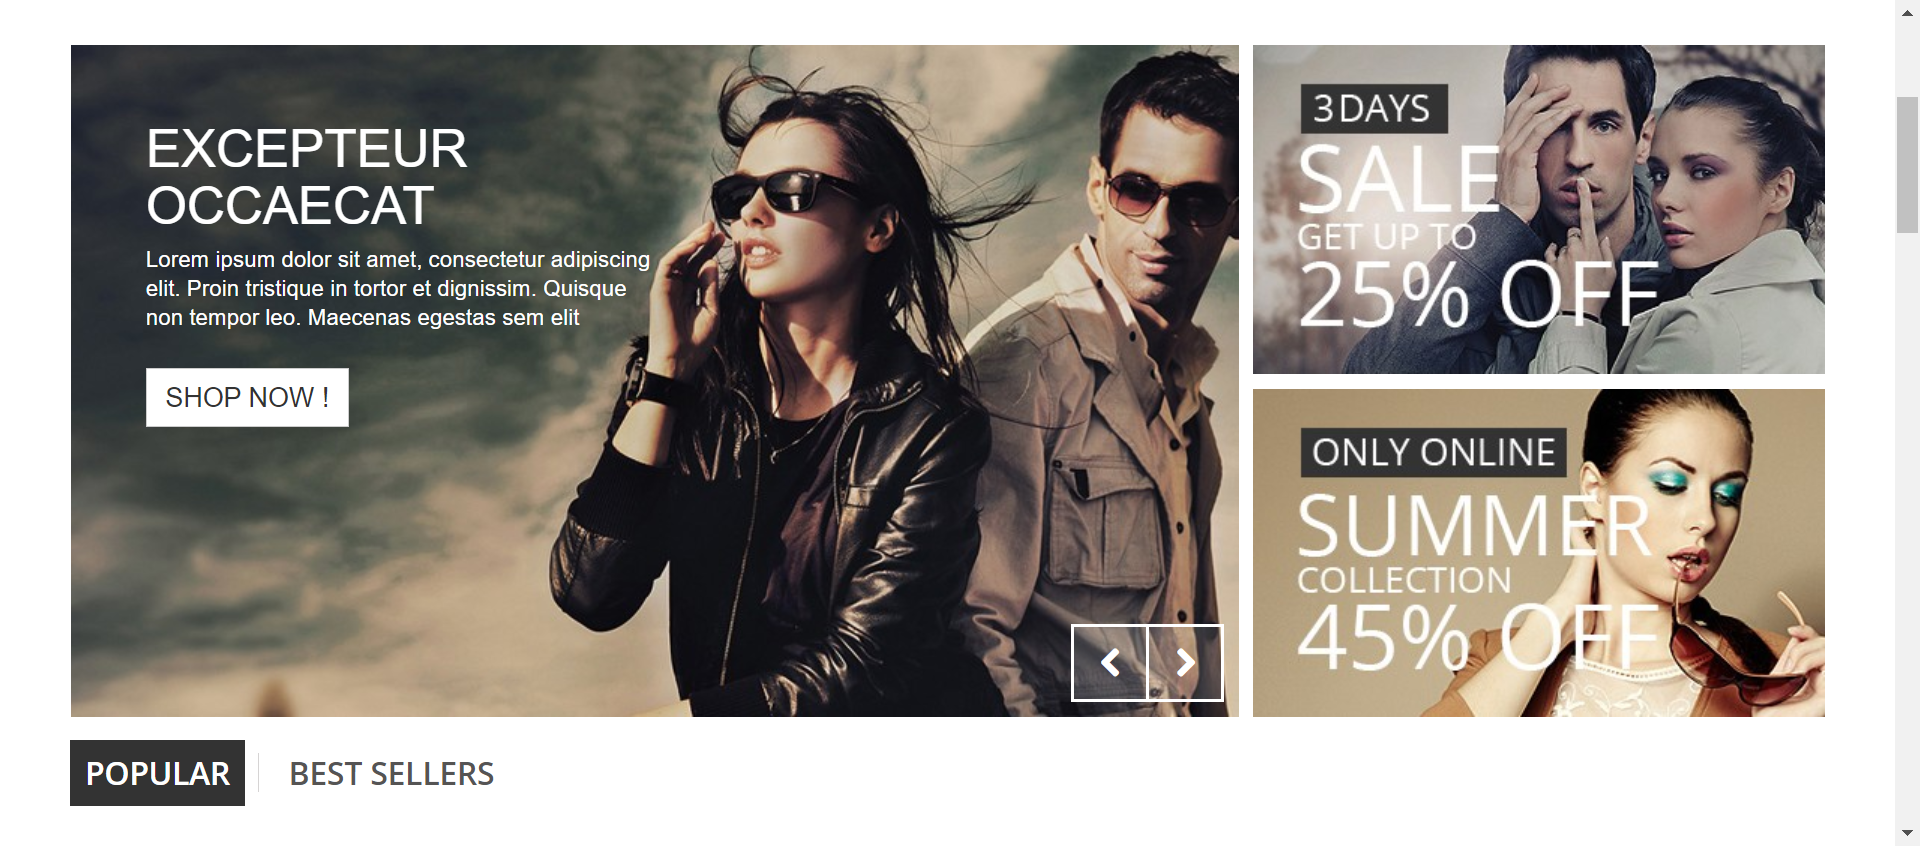 EXCEPTEUR
OCCAECAT
Lorem ipsum dolor sit amet, consectetur adipiscing
elit. Proin tristique in tortor et dignissim. Quisque
non tempor leo. Maecenas egestas sem elit
SHOP NOW !
3 DAYS
SALE
GET UP TO
25% OFF
ONLY ONLINE
SUMMER
COLLECTION
45% OFF
POPULAR
BEST SELLERS